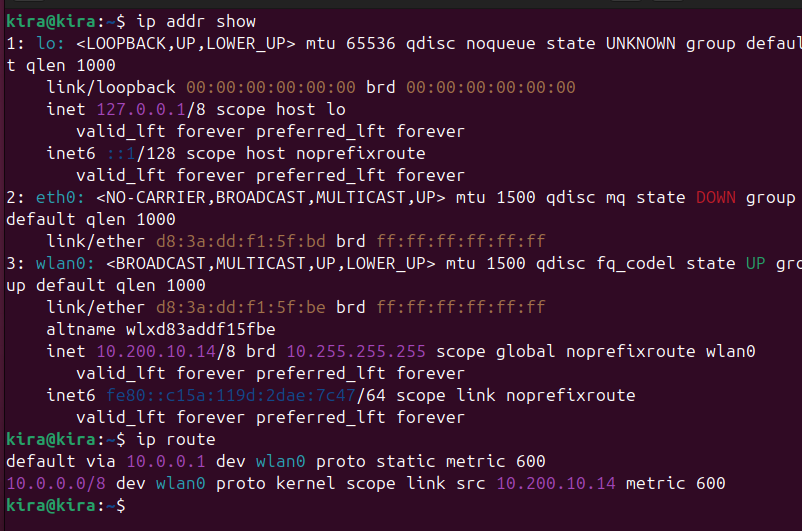 kira@kira:~$ ip addr show
1: lo: <LOOPBACK,UP,LOWER_UP> mtu 65536 qdisc noqueue state UNKNOWN group defaul
t qlen 1000
    link/loopback 00:00:00:00:00:00 brd 00:00:00:00:00:00
    inet 127.0.0.1/8 scope host lo
       valid_lft forever preferred_lft forever
    inet6 ::1/128 scope host noprefixroute
       valid_lft forever preferred_lft forever
2: eth0: <NO-CARRIER,BROADCAST,MULTICAST,UP> mtu 1500 qdisc mq state DOWN group
default qlen 1000
    link/ether d8:3a:dd:f1:5f:bd brd ff:ff:ff:ff:ff:ff
3: wlan0: <BROADCAST,MULTICAST,UP,LOWER_UP> mtu 1500 qdisc fq_codel state UP gro
up default qlen 1000
    link/ether d8:3a:dd:f1:5f:be brd ff:ff:ff:ff:ff:ff
    altname wlxd83addf15fbe
    inet 10.200.10.14/8 brd 10.255.255.255 scope global noprefixroute wlan0
       valid_lft forever preferred_lft forever
    inet6 fe80::c15a:119d:2dae:7c47/64 scope link noprefixroute
       valid_lft forever preferred_lft forever
kira@kira:~$ ip route
default via 10.0.0.1 dev wlan0 proto static metric 600
10.0.0.0/8 dev wlan0 proto kernel scope link src 10.200.10.14 metric 600
kira@kira:~$